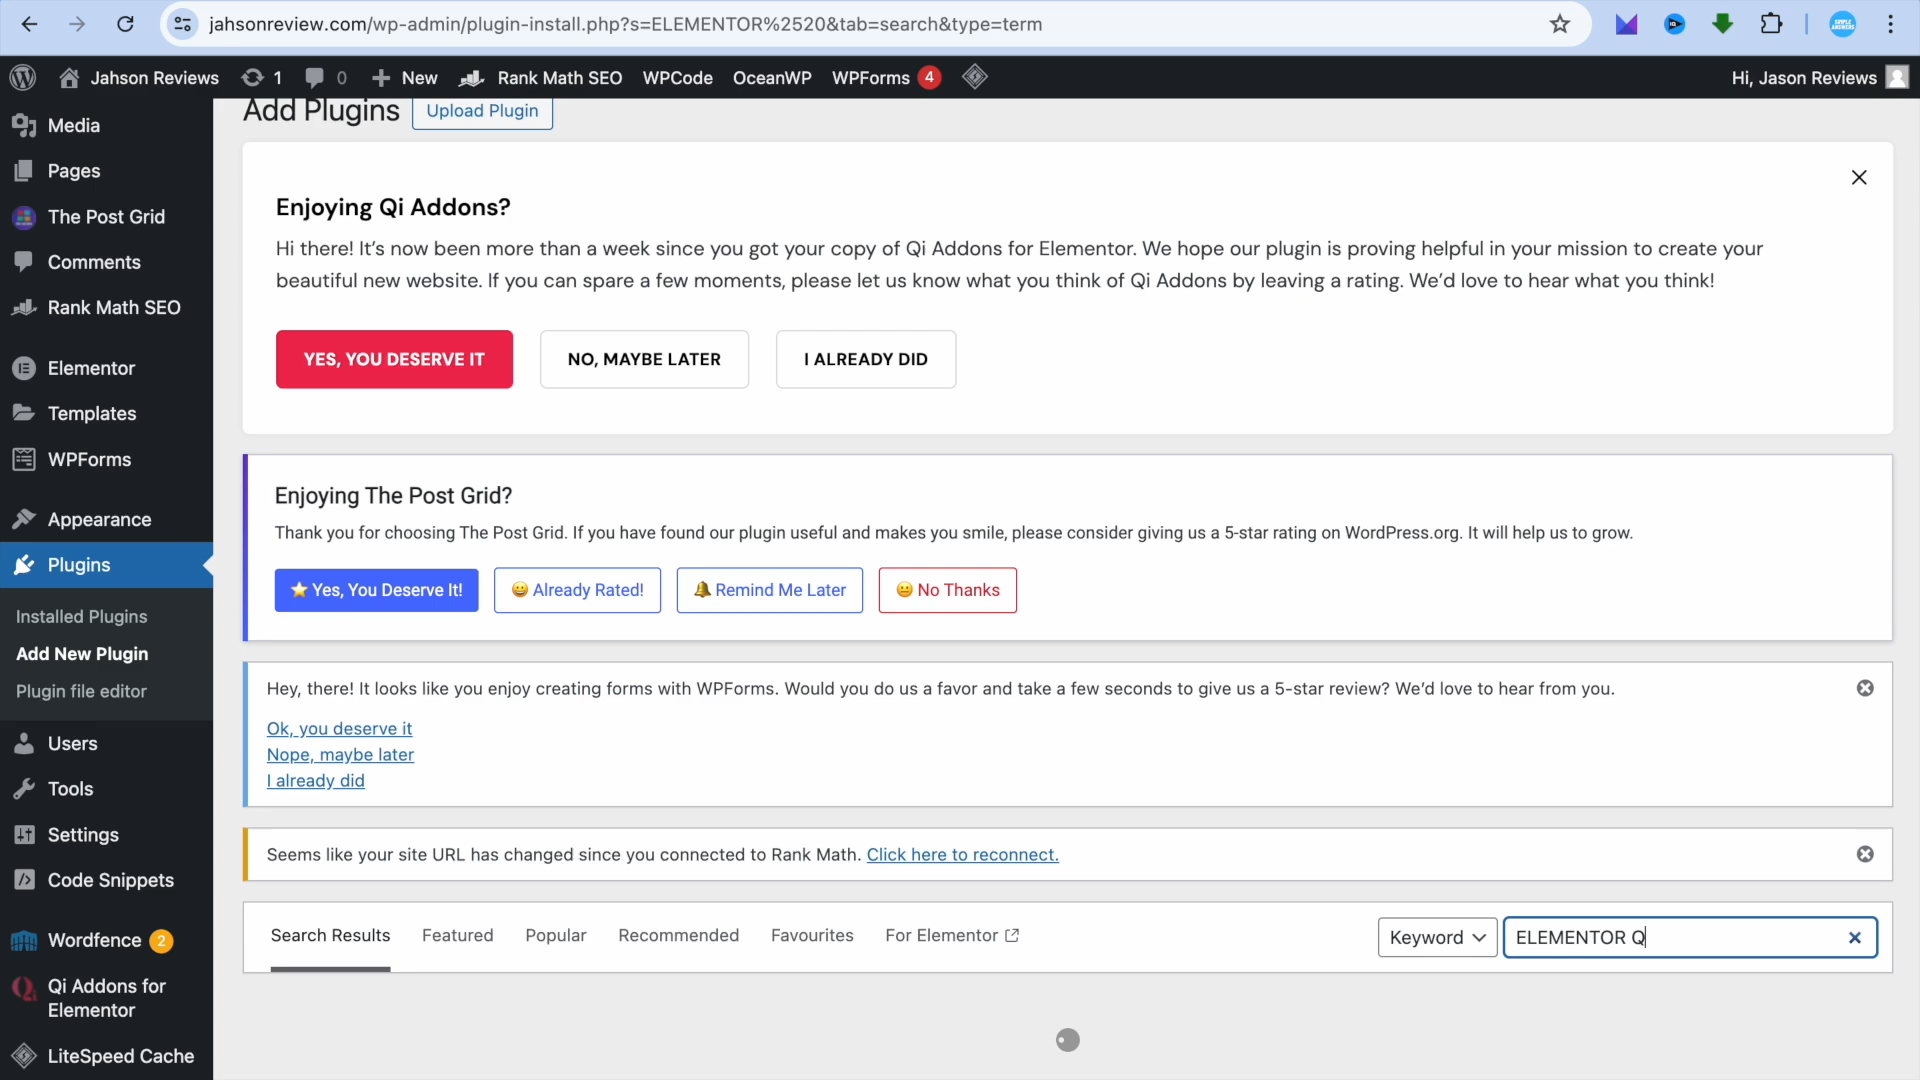 jahsonreview.com/wp-admin/plugin-install.php?s=ELEMENTOR%2520&tab=search&type=term
Jahson Reviews 1 0 New Rank Math SEO WPCode OceanWP WPForms 4 Hi, Jason Reviews
Media
Pages
The Post Grid
Comments
Rank Math SEO
Elementor
Templates
WPForms
Appearance
Plugins
Installed Plugins
Add New Plugin
Plugin file editor
Users
Tools
Settings
Code Snippets
Wordfence 2
Qi Addons for
Elementor
LiteSpeed Cache
Add Plugins Upload Plugin
Enjoying Qi Addons?
Hi there! It’s now been more than a week since you got your copy of Qi Addons for Elementor. We hope our plugin is proving helpful in your mission to create your
beautiful new website. If you can spare a few moments, please let us know what you think of Qi Addons by leaving a rating. We’d love to hear what you think!
YES, YOU DESERVE IT NO, MAYBE LATER I ALREADY DID
Enjoying The Post Grid?
Thank you for choosing The Post Grid. If you have found our plugin useful and makes you smile, please consider giving us a 5-star rating on WordPress.org. It will help us to grow.
⭐ Yes, You Deserve It! 😀 Already Rated! 🔔 Remind Me Later 😐 No Thanks
Hey, there! It looks like you enjoy creating forms with WPForms. Would you do us a favor and take a few seconds to give us a 5-star review? We’d love to hear from you.
Ok, you deserve it
Nope, maybe later
I already did
Seems like your site URL has changed since you connected to Rank Math. Click here to reconnect.
Search Results Featured Popular Recommended Favourites For Elementor Keyword ELEMENTOR Q